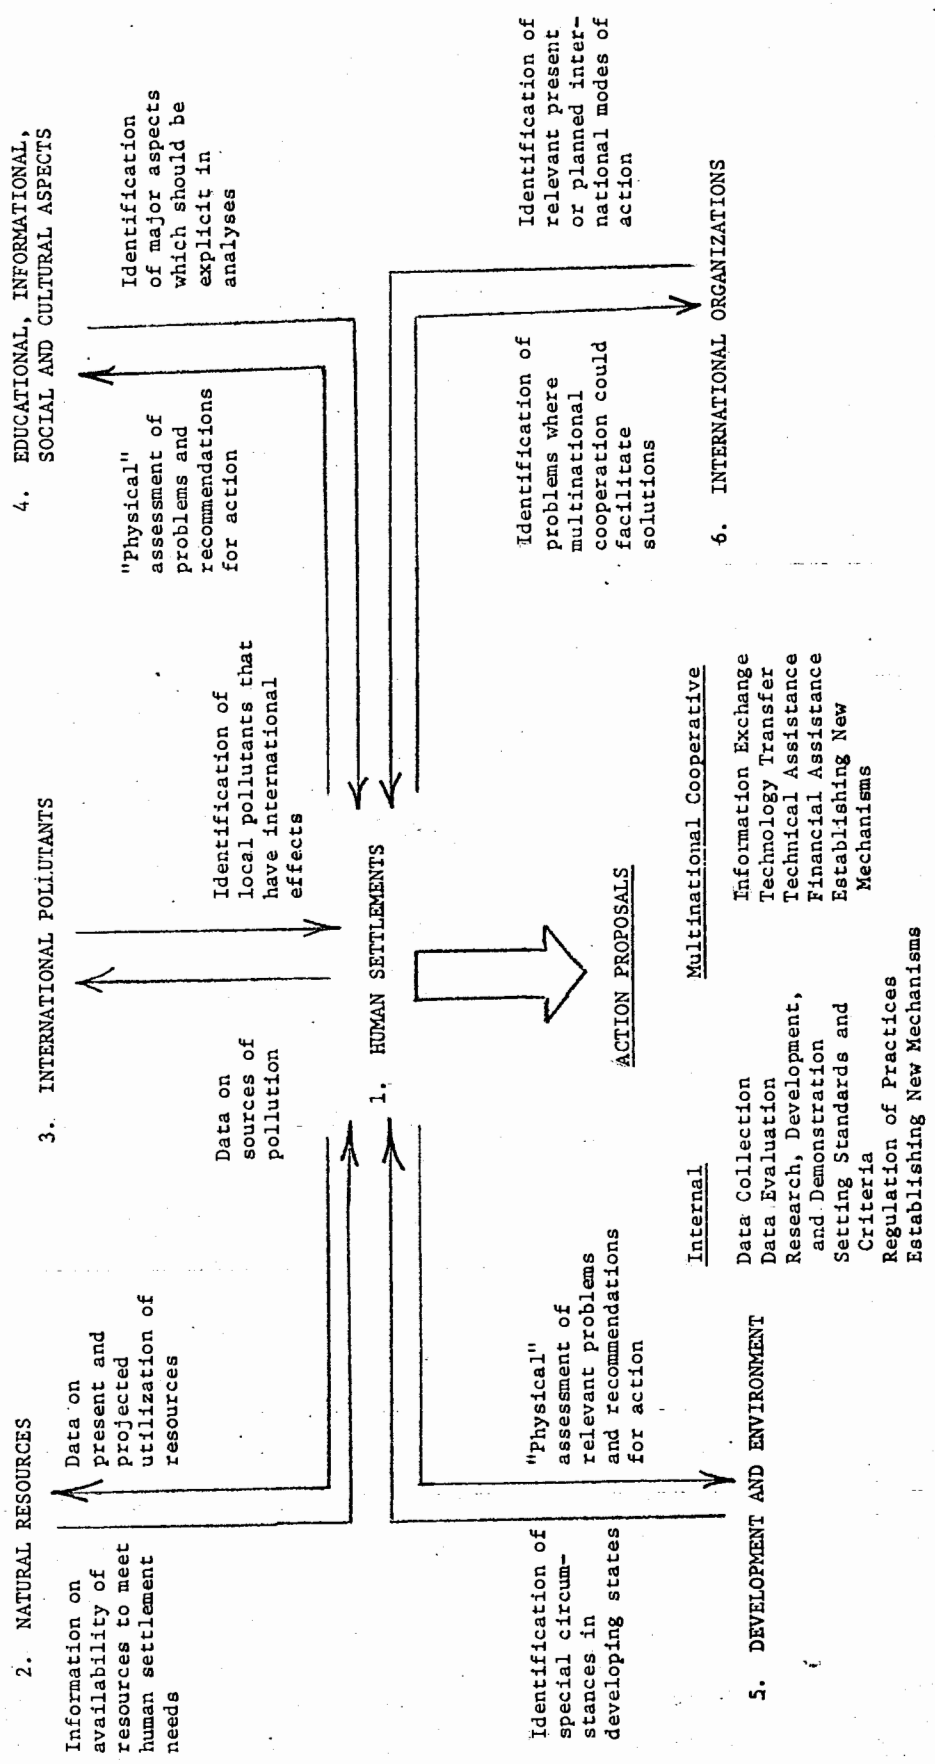 2. NATURAL RESOURCES
Information on
availability of
resources to meet
human settlement
needs
Data on
present and
projected
utilization of
resources
3. INTERNATIONAL POLLUTANTS
Data on
sources of
pollution
Identification of
local pollutants that
have international
effects
4. EDUCATIONAL, INFORMATIONAL,
SOCIAL AND CULTURAL ASPECTS
"Physical"
assessment of
problems and
recommendations
for action
Identification
of major aspects
which should be
explicit in
analyses
1. HUMAN SETTLEMENTS
Identification of
special circum-
stances in
developing states
"Physical"
assessment of
relevant problems
and recommendations
for action
5. DEVELOPMENT AND ENVIRONMENT
ACTION PROPOSALS
Internal
Data Collection
Data Evaluation
Research, Development,
and Demonstration
Setting Standards and
Criteria
Regulation of Practices
Establishing New Mechanisms
Multinational Cooperative
Information Exchange
Technology Transfer
Technical Assistance
Financial Assistance
Establishing New
Mechanisms
Identification of
problems where
multinational
cooperation could
facilitate
solutions
Identification of
relevant present
or planned inter-
national modes of
action
6. INTERNATIONAL ORGANIZATIONS